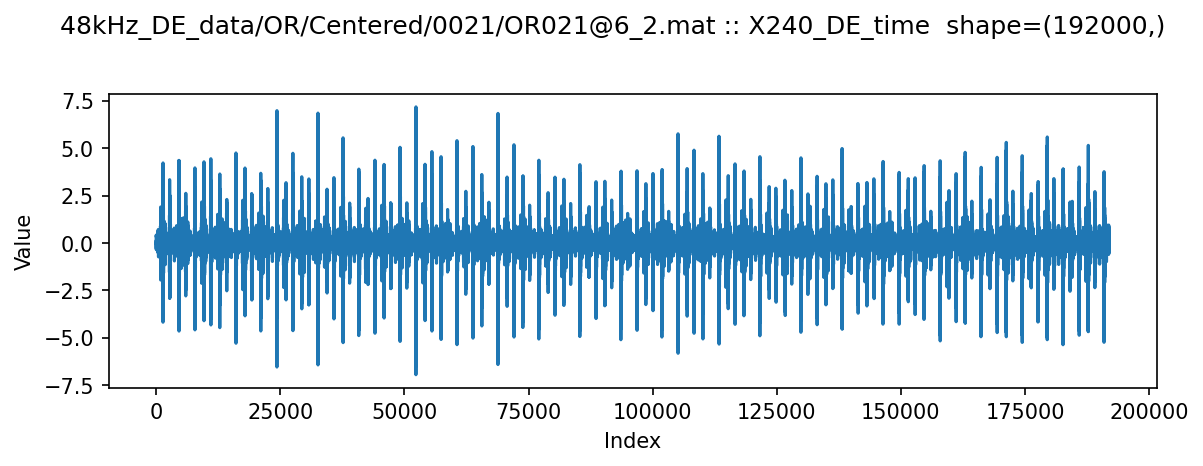 48kHz_DE_data/OR/Centered/0021/OR021@6_2.mat :: X240_DE_time  shape=(192000,)
7.5
5.0
2.5
0.0
−2.5
−5.0
−7.5
Value
0 25000 50000 75000 100000 125000 150000 175000 200000
Index